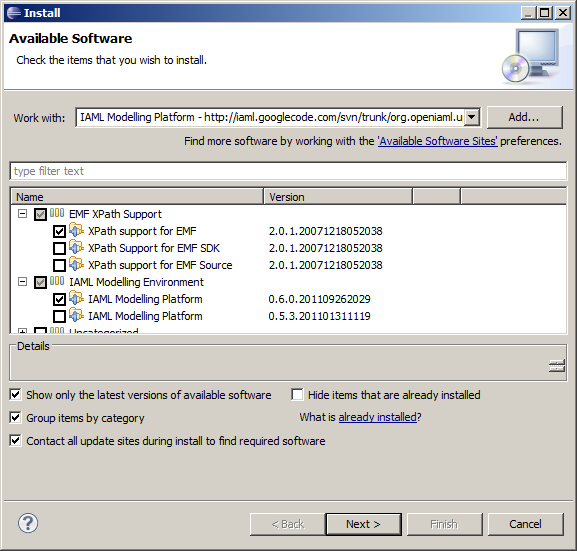 Install
Available Software
Check the items that you wish to install.
Work with: IAML Modelling Platform - http://iaml.googlecode.com/svn/trunk/org.openiaml.u Add...
Find more software by working with the 'Available Software Sites' preferences.
type filter text
Name Version
EMF XPath Support
XPath support for EMF 2.0.1.20071218052038
XPath Support for EMF SDK 2.0.1.20071218052038
XPath support for EMF Source 2.0.1.20071218052038
IAML Modelling Environment
IAML Modelling Platform 0.6.0.201109262029
IAML Modelling Platform 0.5.3.201101311119
Uncategorized
Details
Show only the latest versions of available software Hide items that are already installed
Group items by category What is already installed?
Contact all update sites during install to find required software
? < Back Next > Finish Cancel